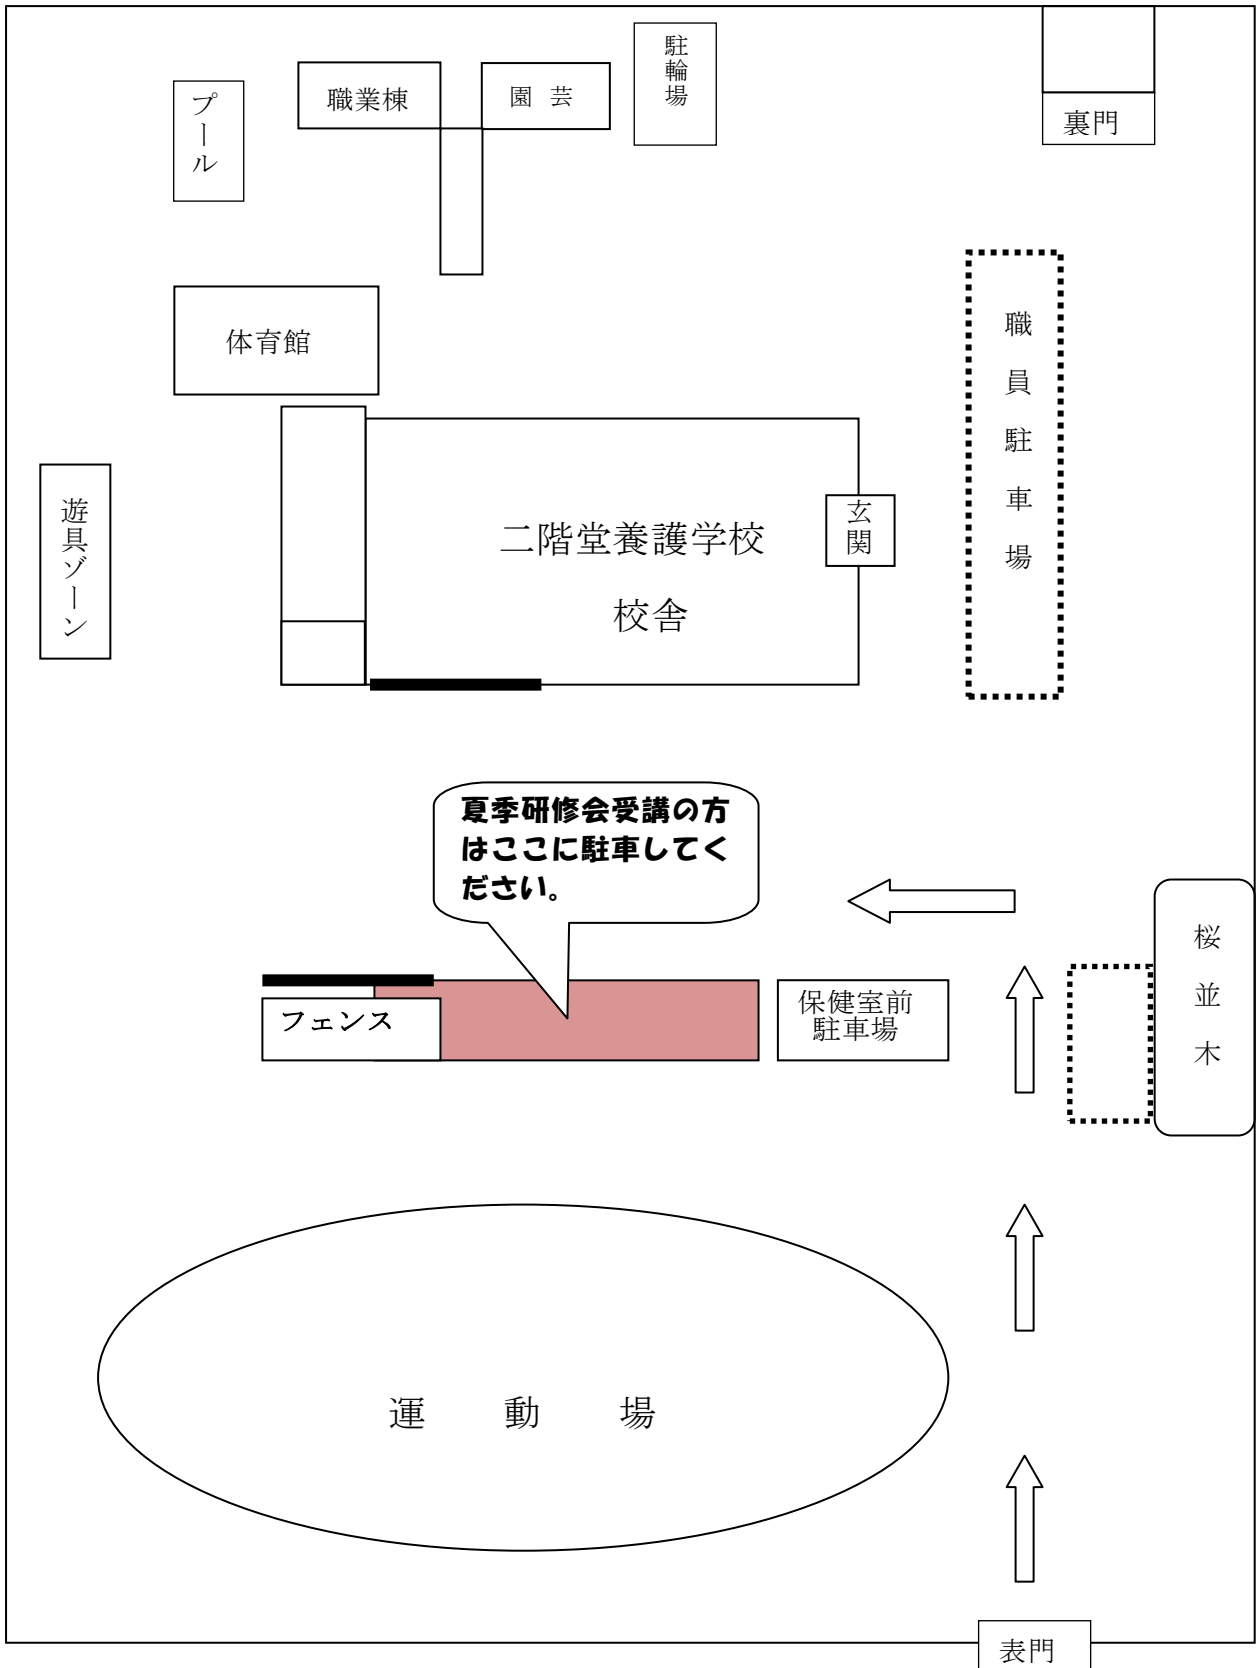 駐輪場
職業棟
園 芸
プール
裏門
体育館
職員駐車場
遊具ゾーン
二階堂養護学校
校舎
玄関
夏季研修会受講の方
はここに駐車してく
ださい。
桜並木
フェンス
保健室前
駐車場
運 動 場
表門